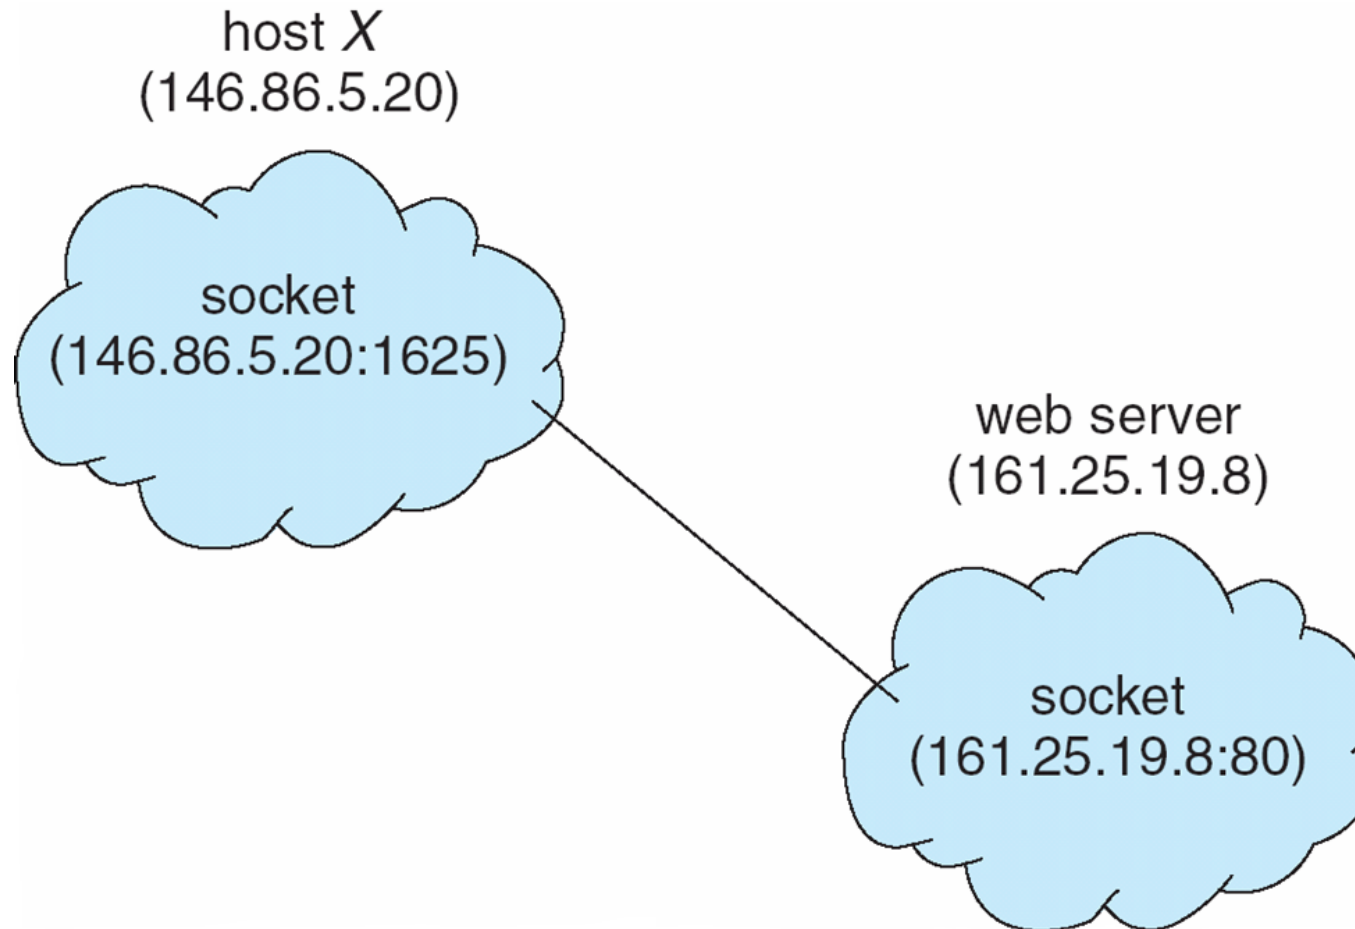 host X
(146.86.5.20)
socket
(146.86.5.20:1625)
web server
(161.25.19.8)
socket
(161.25.19.8:80)